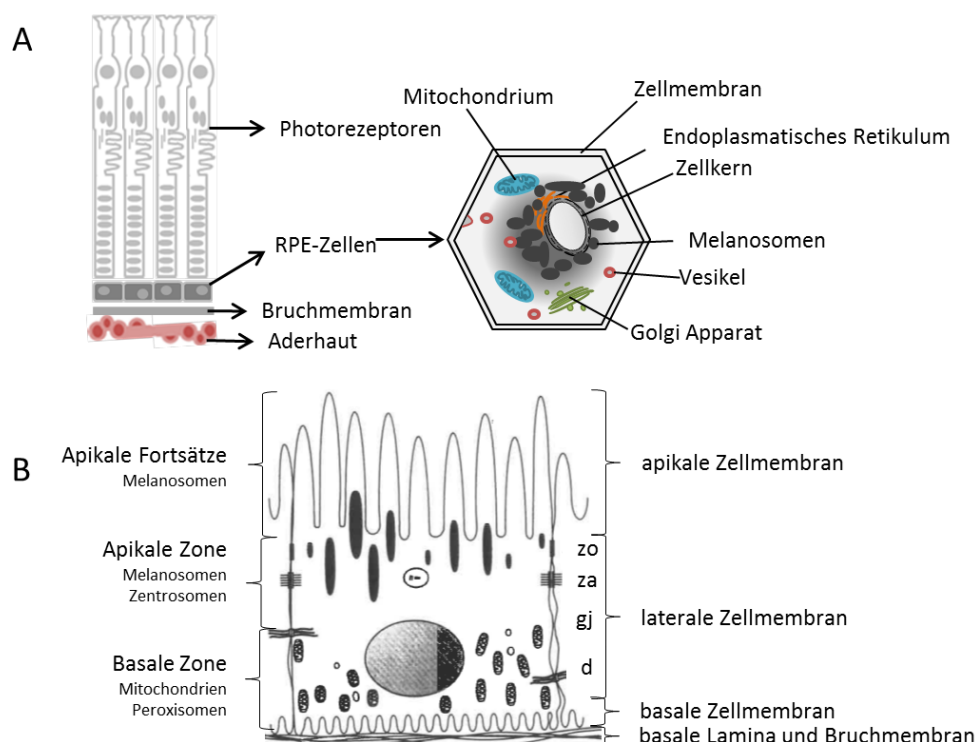 A
Photorezeptoren
RPE-Zellen
Bruchmembran
Aderhaut
Mitochondrium
Zellmembran
Endoplasmatisches Retikulum
Zellkern
Melanosomen
Vesikel
Golgi Apparat
B
Apikale Fortsätze
Melanosomen
Apikale Zone
Melanosomen
Zentrosomen
Basale Zone
Mitochondrien
Peroxisomen
zo
za
gj
d
apikale Zellmembran
laterale Zellmembran
basale Zellmembran
basale Lamina und Bruchmembran